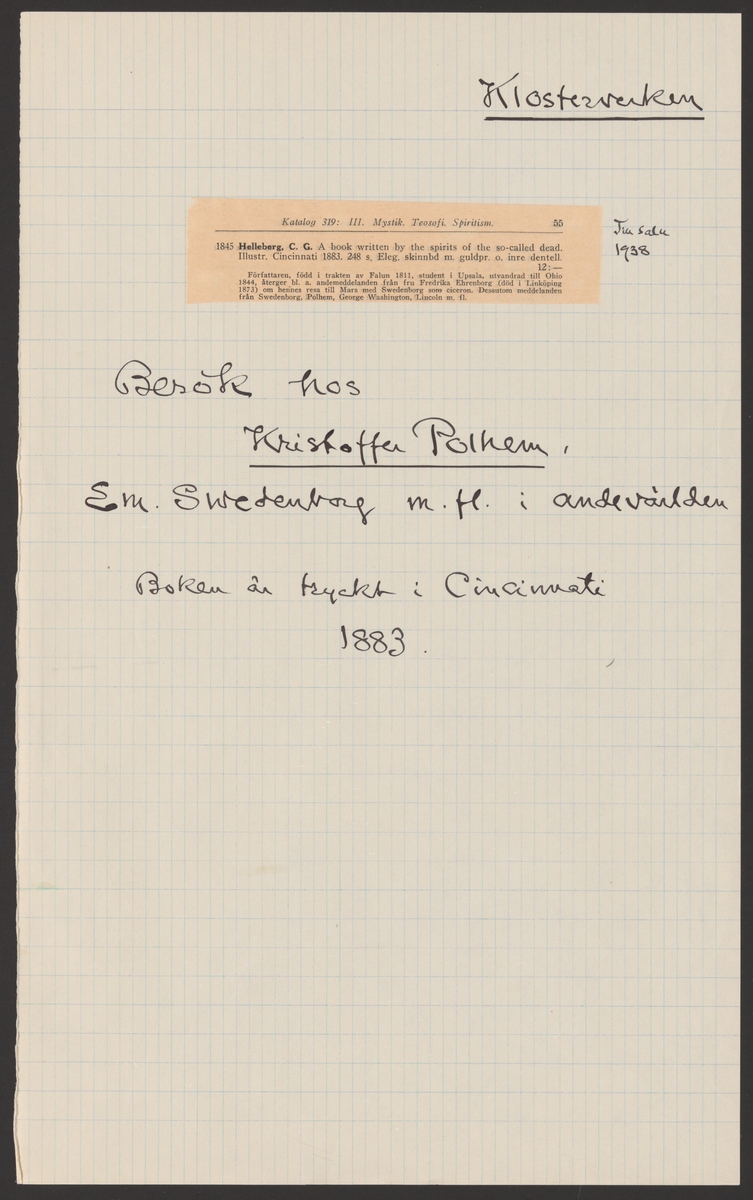 Klosterverken
Katalog 319: III. Mystik. Teosofi. Spiritism. 55
1845 Helleberg, C. G. A book written by the spirits of the so-called dead.
Illustr. Cincinnati 1883. 248 s. Eleg. skinnbd m. guldpr. o. inre dentell.
12:—
Författaren, född i trakten av Falun 1811, student i Upsala, utvandrad till Ohio
1844, återger bl. a. andemeddelanden från fru Fredrika Ehrenborg (död i Linköping
1873) om hennes resa till Mars med Swedenborg som ciceron. Dessutom meddelanden
från Swedenborg, Polhem, George Washington, Lincoln m. fl.
1938
Besök hos
Kristoffer Polhem,
Em. Swedenborg m. fl. i andevärlden
Boken är tryckt i Cincinnati
1883.